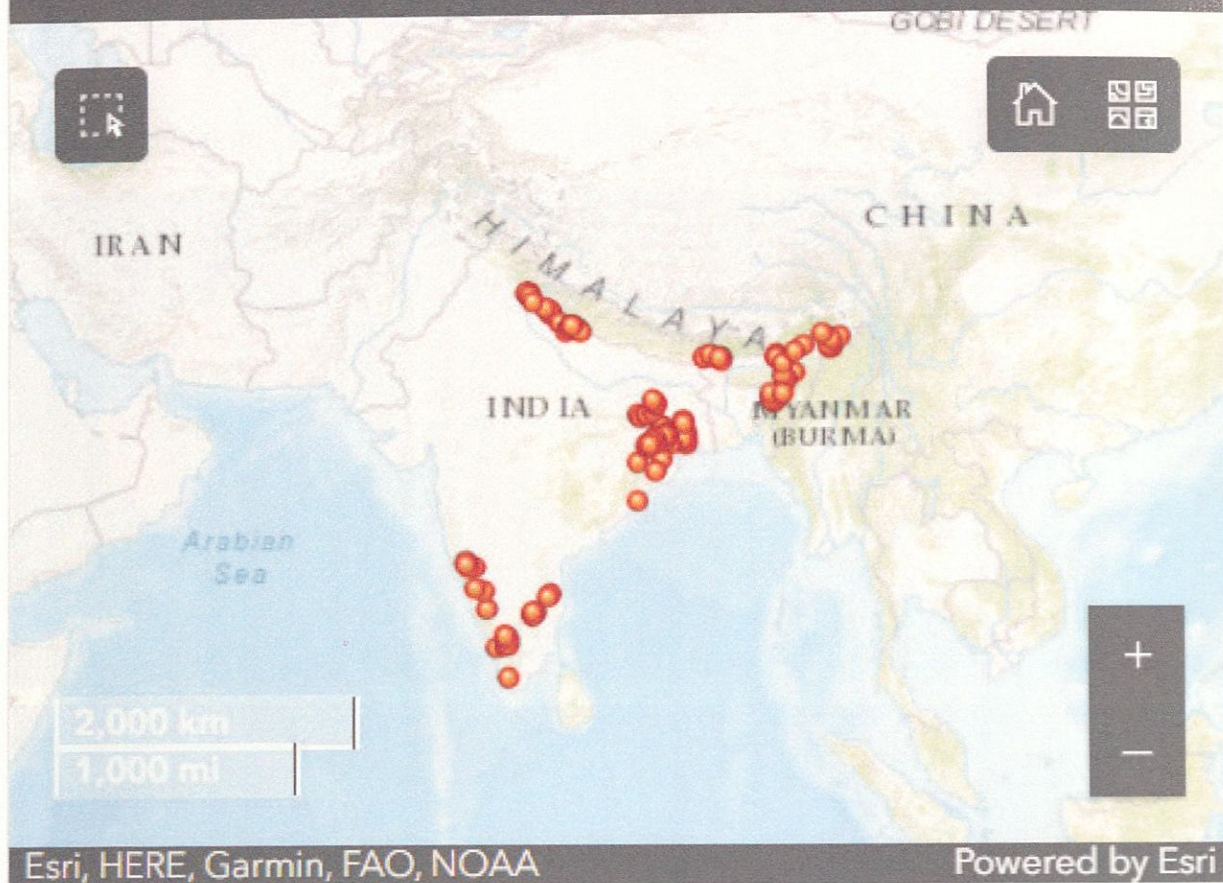 GOBI DESERT
CHINA
IRAN
HIMALAYA
INDIA
MYANMAR
(BURMA)
Arabian
Sea
2,000 km
1,000 mi
+
–
Esri, HERE, Garmin, FAO, NOAA
Powered by Esri